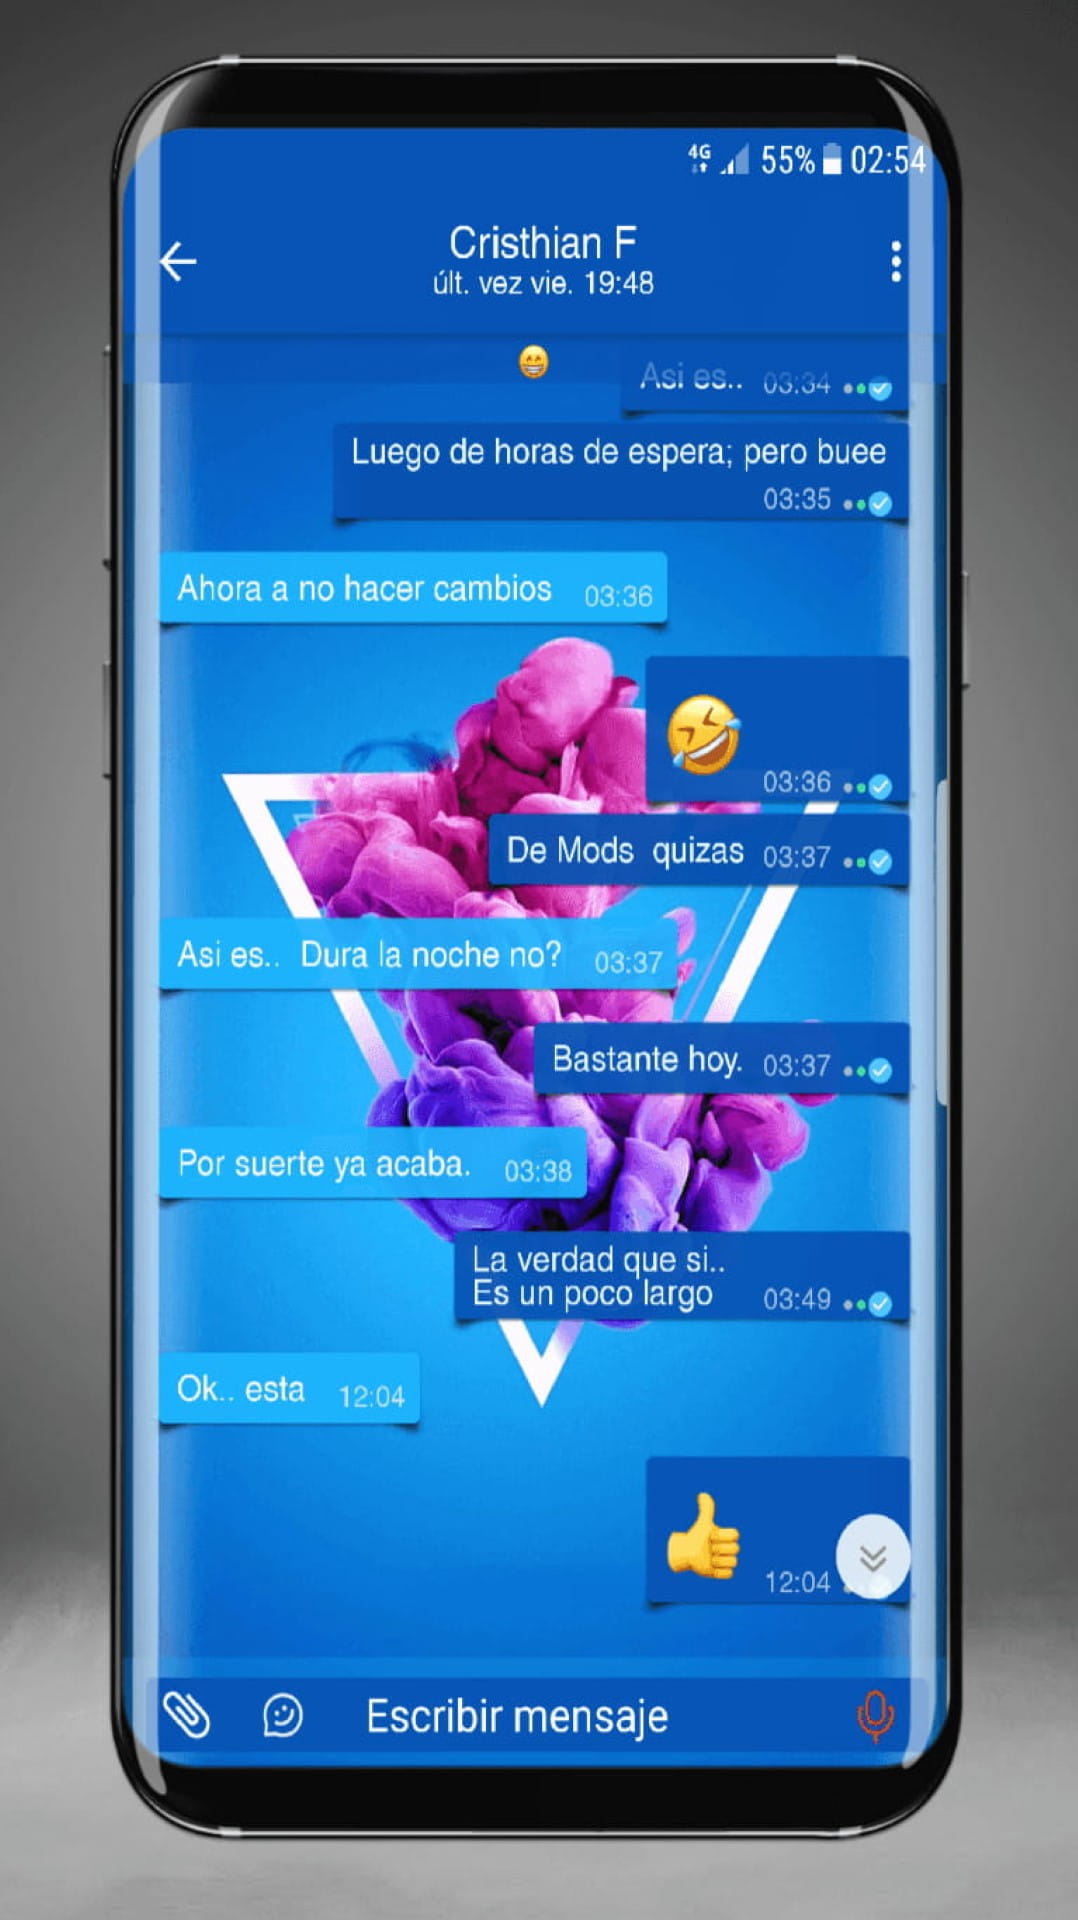 4G 55% 02:54
Cristhian F
últ. vez vie. 19:48
Asi es.. 03:34
Luego de horas de espera; pero buee
03:35
Ahora a no hacer cambios 03:36
03:36
De Mods quizas 03:37
Asi es.. Dura la noche no? 03:37
Bastante hoy. 03:37
Por suerte ya acaba. 03:38
La verdad que si..
Es un poco largo 03:49
Ok.. esta 12:04
12:04
Escribir mensaje